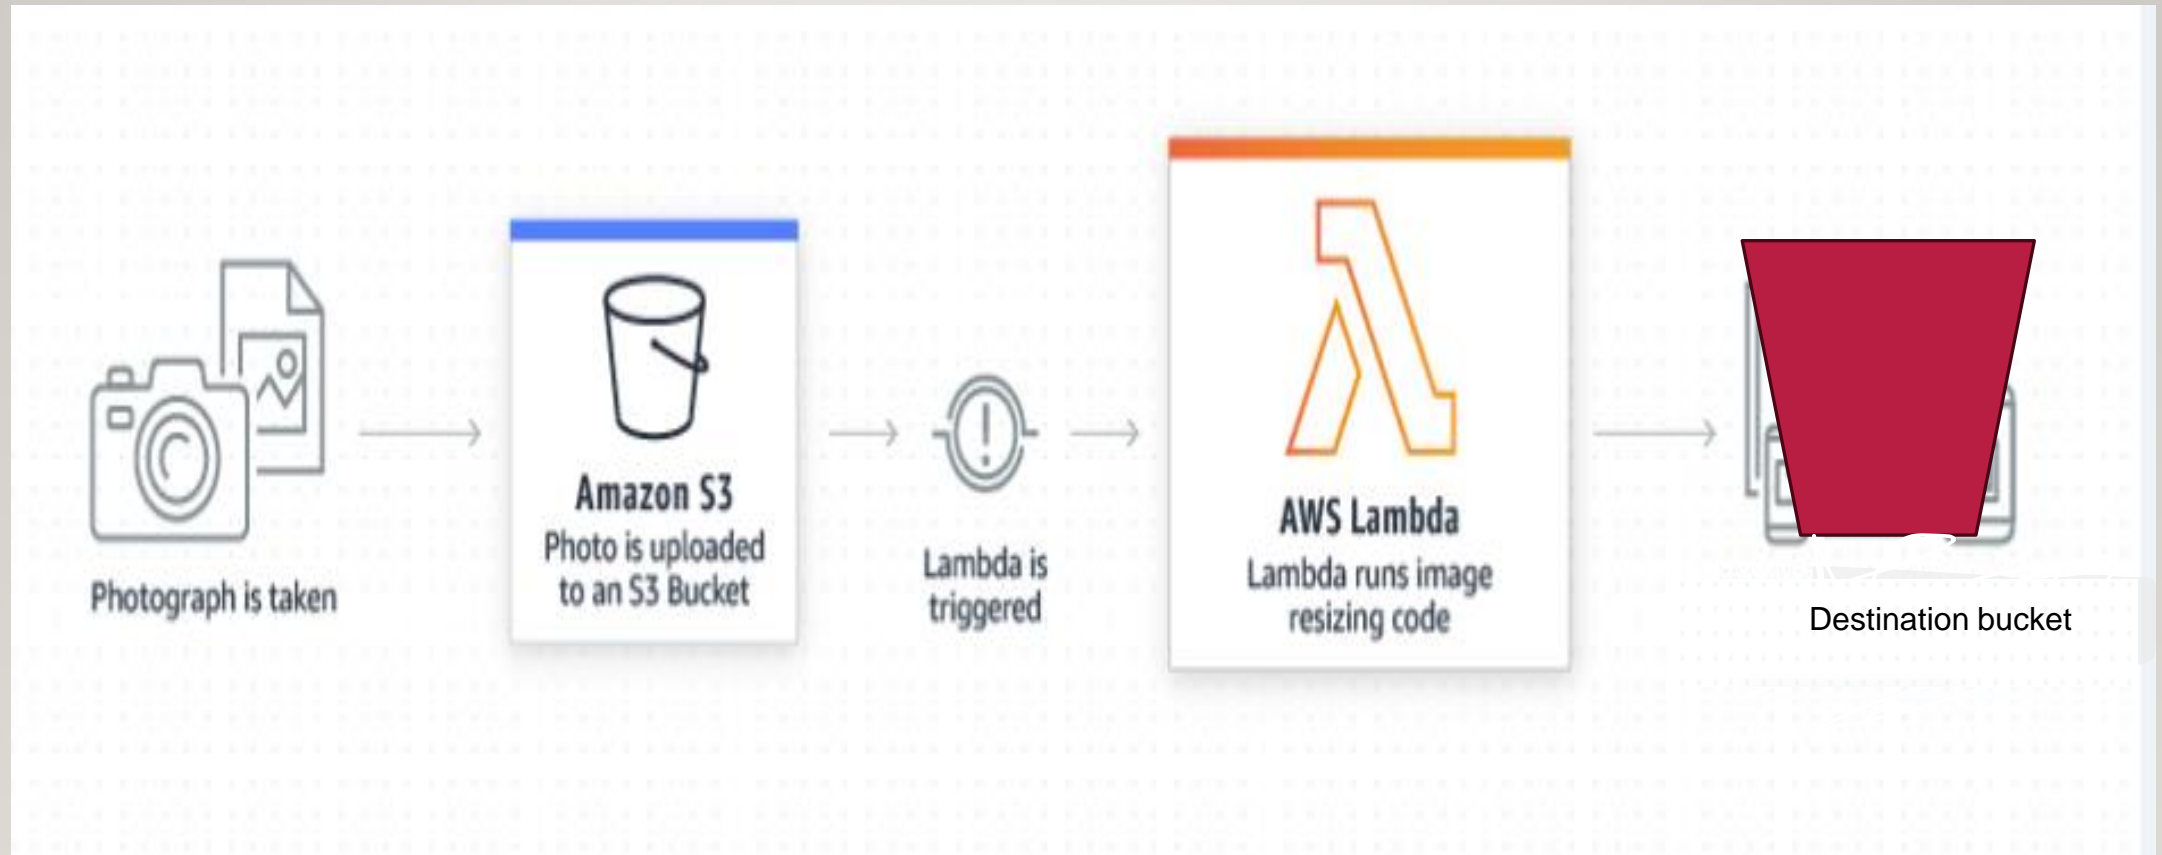 Photograph is taken
Amazon S3
Photo is uploaded
to an S3 Bucket
Lambda is
triggered
AWS Lambda
Lambda runs image
resizing code
Destination bucket